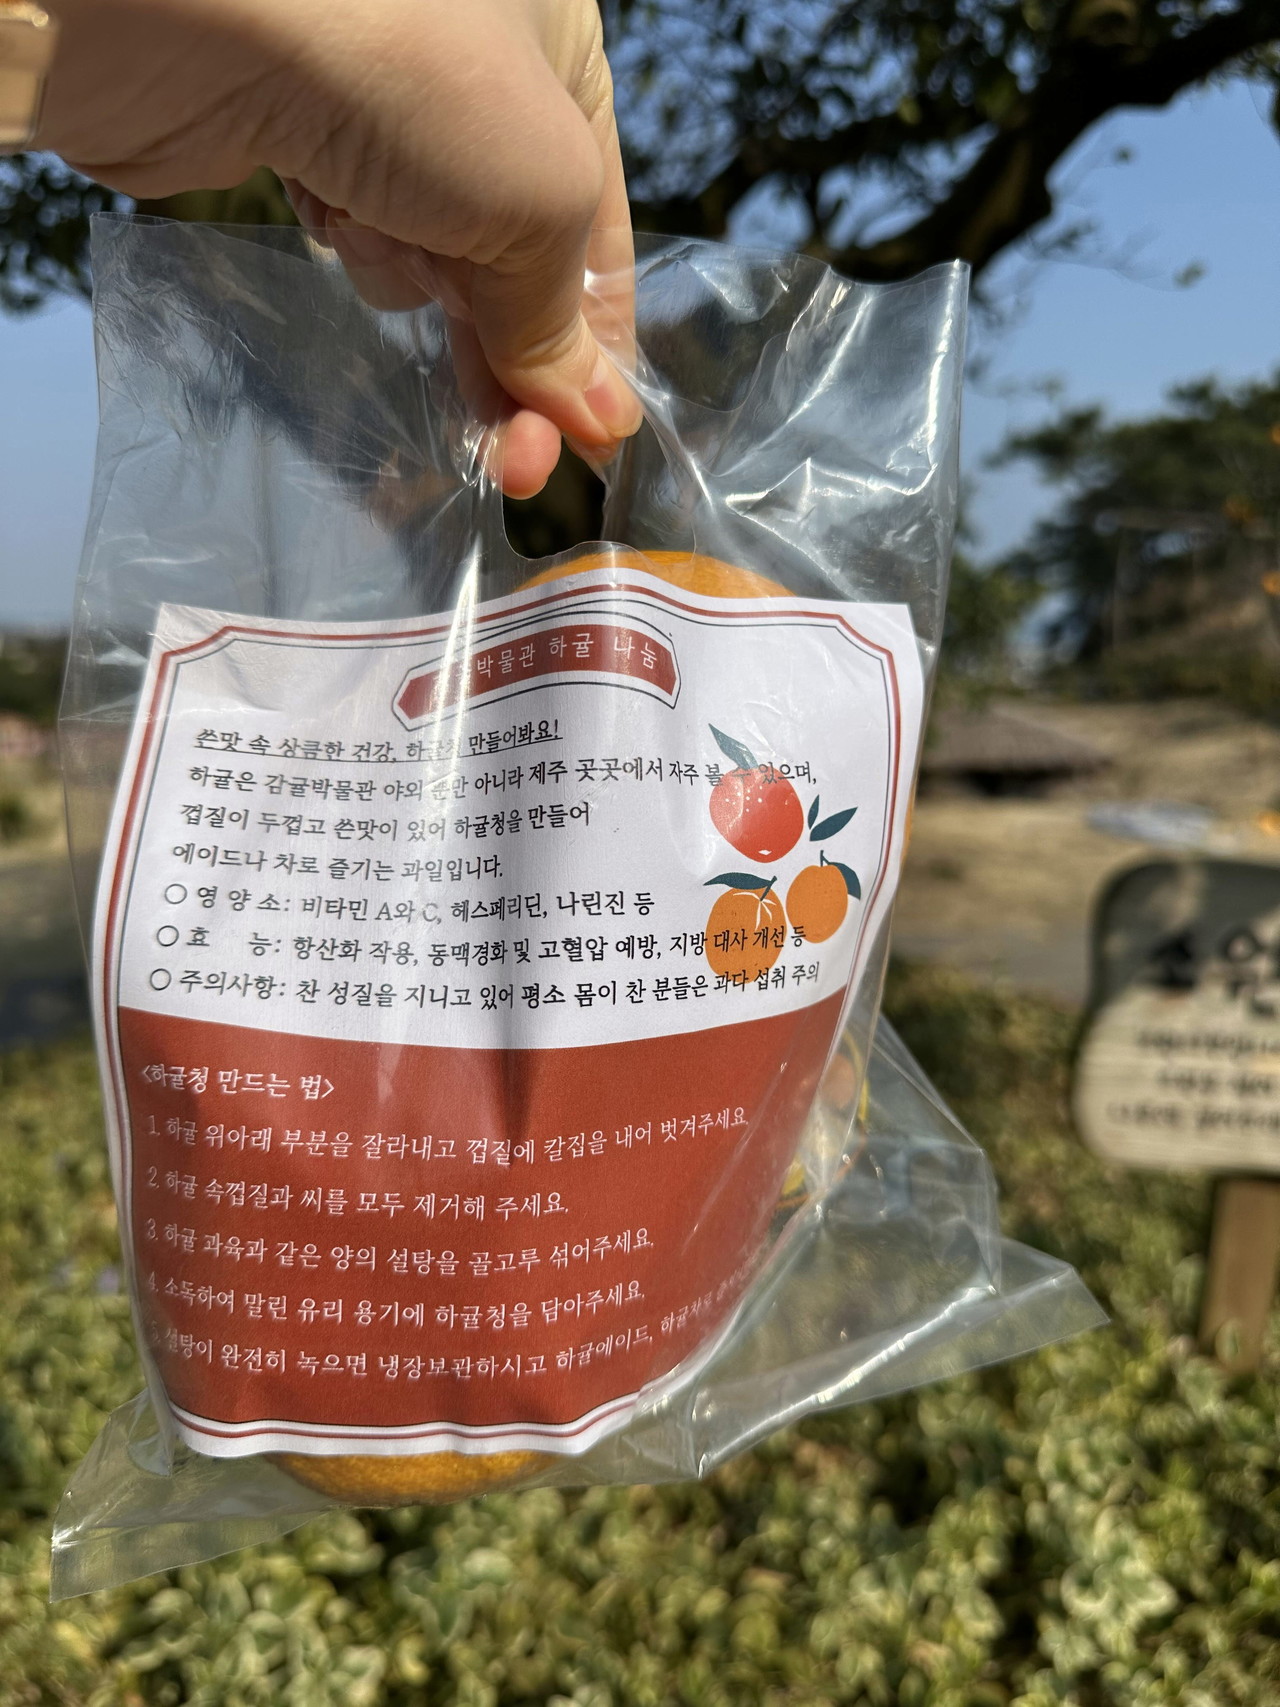 박물관 하귤 나눔
쓴맛 속 상큼한 건강, 하귤청 만들어봐요!
하귤은 감귤박물관 야외 뿐만 아니라 제주 곳곳에서 자주 볼 수 있으며,
껍질이 두껍고 쓴맛이 있어 하귤청을 만들어
에이드나 차로 즐기는 과일입니다.
○ 영 양 소: 비타민 A와 C, 헤스페리딘, 나린진 등
○ 효 능: 항산화 작용, 동맥경화 및 고혈압 예방, 지방 대사 개선 등
○ 주의사항: 찬 성질을 지니고 있어 평소 몸이 찬 분들은 과다 섭취 주의
<하귤청 만드는 법>
1. 하귤 위아래 부분을 잘라내고 껍질에 칼집을 내어 벗겨주세요.
2. 하귤 속껍질과 씨를 모두 제거해 주세요.
3. 하귤 과육과 같은 양의 설탕을 골고루 섞어주세요.
4. 소독하여 말린 유리 용기에 하귤청을 담아주세요.
5. 설탕이 완전히 녹으면 냉장보관하시고 하귤에이드, 하귤차로
소원